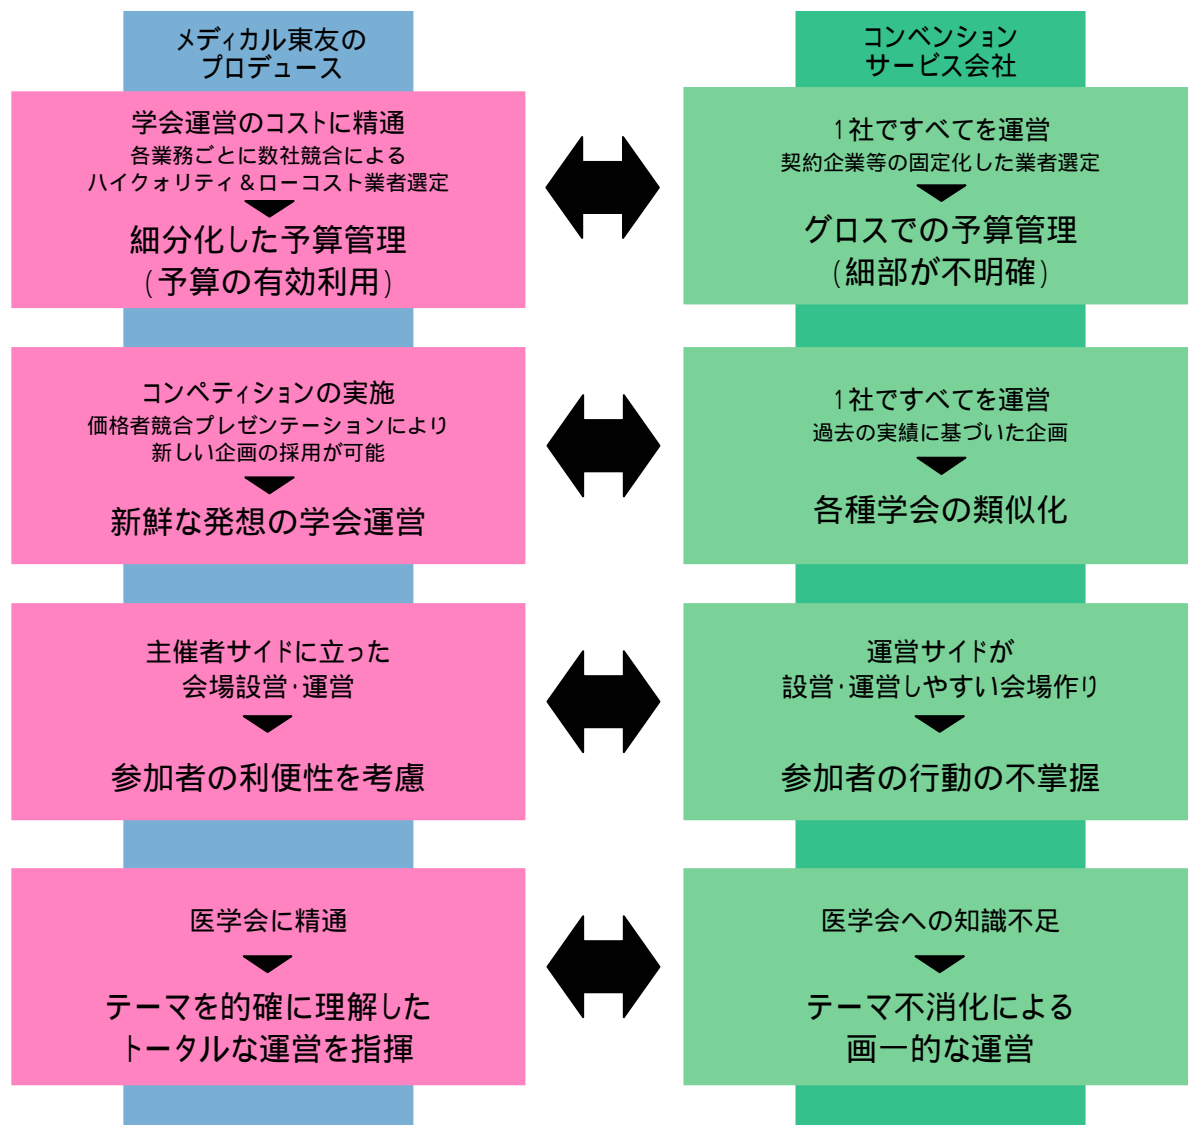 メディカル東友の
プロデュース
学会運営のコストに精通
各業務ごとに数社競合による
ハイクォリティ＆ローコスト業者選定
細分化した予算管理
(予算の有効利用)
コンペティションの実施
価格者競合プレゼンテーションにより
新しい企画の採用が可能
新鮮な発想の学会運営
主催者サイドに立った
会場設営・運営
参加者の利便性を考慮
医学会に精通
テーマを的確に理解した
トータルな運営を指揮
コンベンション
サービス会社
1社ですべてを運営
契約企業等の固定化した業者選定
グロスでの予算管理
(細部が不明確)
1社ですべてを運営
過去の実績に基づいた企画
各種学会の類似化
運営サイドが
設営・運営しやすい会場作り
参加者の行動の不掌握
医学会への知識不足
テーマ不消化による
画一的な運営